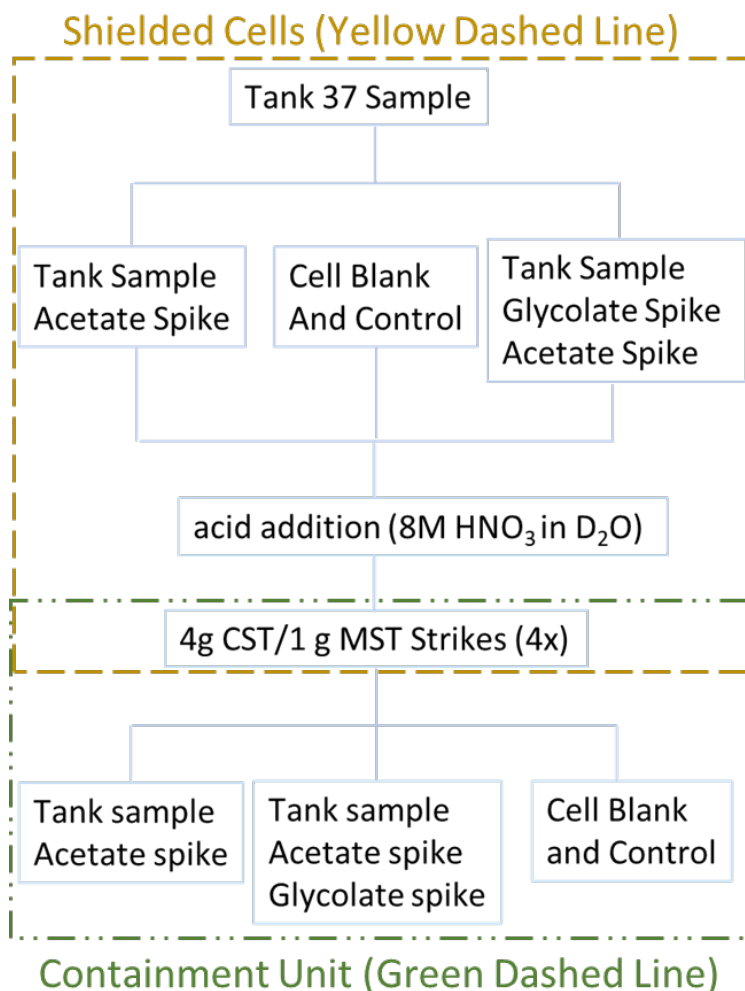 Shielded Cells (Yellow Dashed Line)
Tank 37 Sample
Tank Sample
Acetate Spike
Cell Blank
And Control
Tank Sample
Glycolate Spike
Acetate Spike
acid addition (8M HNO₃ in D₂O)
4g CST/1 g MST Strikes (4x)
Tank sample
Acetate spike
Tank sample
Acetate spike
Glycolate spike
Cell Blank
and Control
Containment Unit (Green Dashed Line)